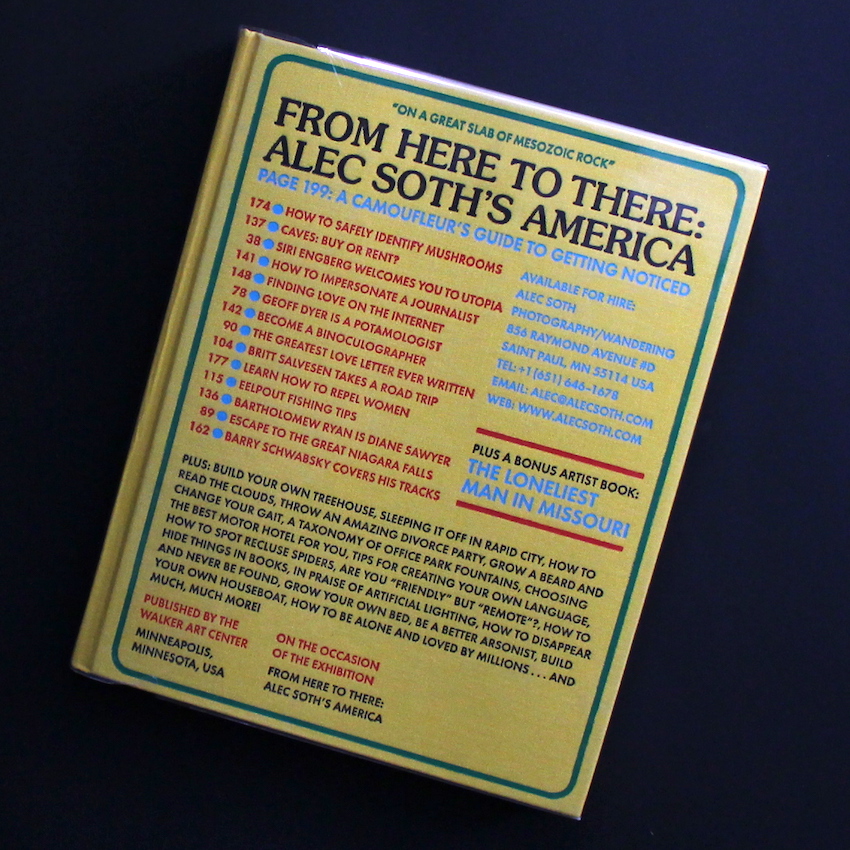 "ON A GREAT SLAB OF MESOZOIC ROCK"
FROM HERE TO THERE:
ALEC SOTH'S AMERICA
PAGE 199: A CAMOUFLEUR'S GUIDE TO GETTING NOTICED
174 ● HOW TO SAFELY IDENTIFY MUSHROOMS
137 ● CAVES: BUY OR RENT?
38 ● SIRI ENGBERG WELCOMES YOU TO UTOPIA
141 ● HOW TO IMPERSONATE A JOURNALIST
148 ● FINDING LOVE ON THE INTERNET
78 ● GEOFF DYER IS A POTAMOLOGIST
142 ● BECOME A BINOCULOGRAPHER
90 ● THE GREATEST LOVE LETTER EVER WRITTEN
104 ● BRITT SALVESEN TAKES A ROAD TRIP
177 ● LEARN HOW TO REPEL WOMEN
115 ● EELPOUT FISHING TIPS
136 ● BARTHOLOMEW RYAN IS DIANE SAWYER
89 ● ESCAPE TO THE GREAT NIAGARA FALLS
162 ● BARRY SCHWABSKY COVERS HIS TRACKS
AVAILABLE FOR HIRE:
ALEC SOTH
PHOTOGRAPHY/WANDERING
856 RAYMOND AVENUE #D
SAINT PAUL, MN 55114 USA
TEL: +1 (651) 646-1678
EMAIL: ALEC@ALECSOTH.COM
WEB: WWW.ALECSOTH.COM
PLUS A BONUS ARTIST BOOK:
THE LONELIEST
MAN IN MISSOURI
PLUS: BUILD YOUR OWN TREEHOUSE, SLEEPING IT OFF IN RAPID CITY, HOW TO
READ THE CLOUDS, THROW AN AMAZING DIVORCE PARTY, GROW A BEARD AND
CHANGE YOUR GAIT, A TAXONOMY OF OFFICE PARK FOUNTAINS, CHOOSING
THE BEST MOTOR HOTEL FOR YOU, TIPS FOR CREATING YOUR OWN LANGUAGE,
HOW TO SPOT RECLUSE SPIDERS, ARE YOU "FRIENDLY" BUT "REMOTE"?, HOW TO
HIDE THINGS IN BOOKS, IN PRAISE OF ARTIFICIAL LIGHTING, HOW TO DISAPPEAR
AND NEVER BE FOUND, GROW YOUR OWN BED, BE A BETTER ARSONIST, BUILD
YOUR OWN HOUSEBOAT, HOW TO BE ALONE AND LOVED BY MILLIONS . . . AND
MUCH, MUCH MORE!
PUBLISHED BY THE
WALKER ART CENTER
MINNEAPOLIS,
MINNESOTA, USA
ON THE OCCASION
OF THE EXHIBITION
FROM HERE TO THERE:
ALEC SOTH'S AMERICA